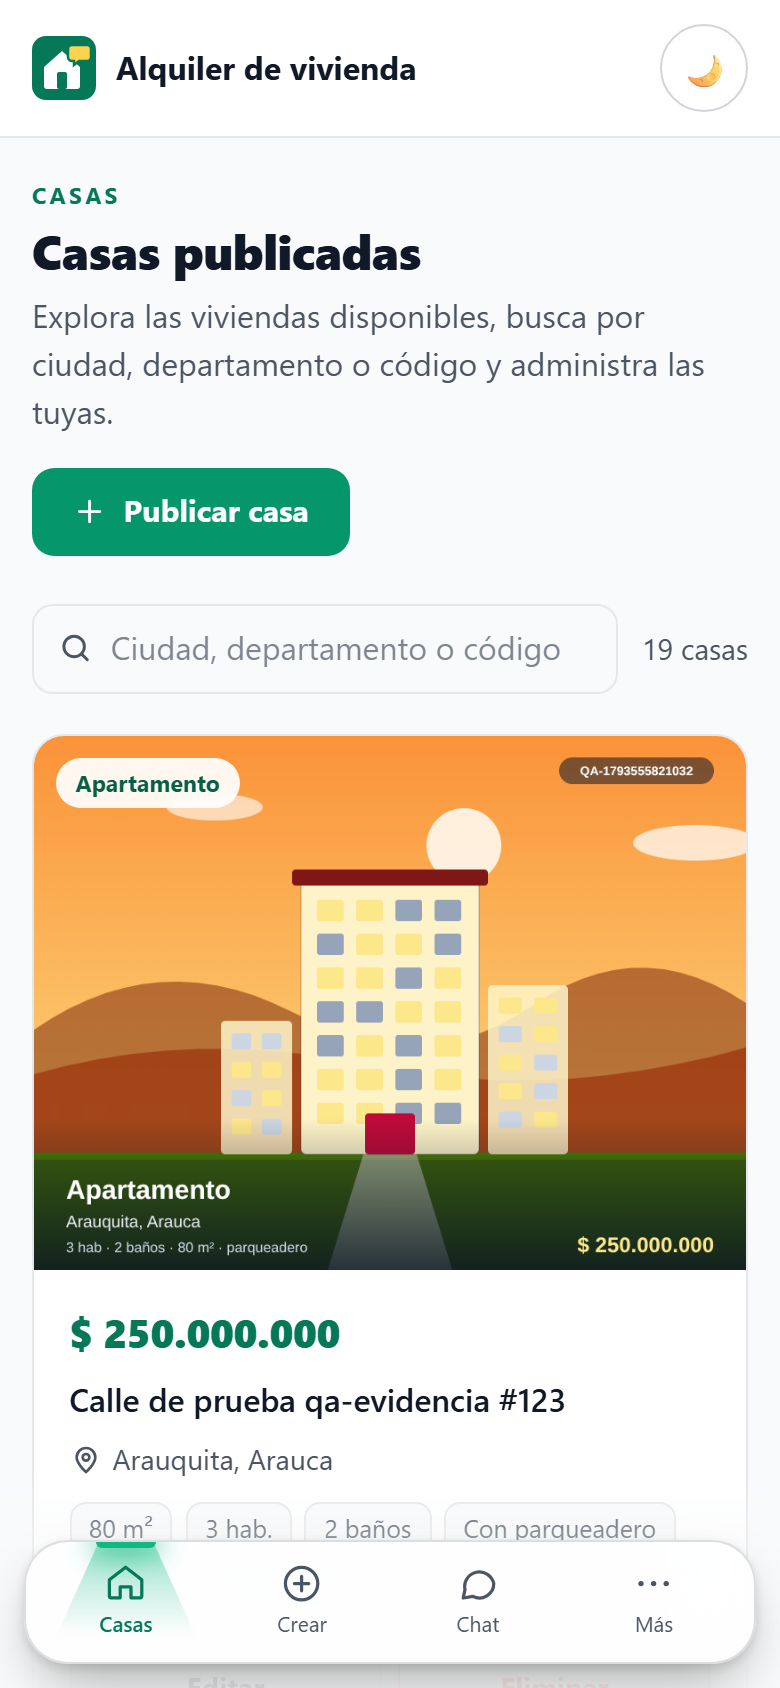 Alquiler de vivienda
CASAS
Casas publicadas
Explora las viviendas disponibles, busca por
ciudad, departamento o código y administra las
tuyas.
Publicar casa
Ciudad, departamento o código
19 casas
Apartamento
QA-1793555821032
Apartamento
Arauquita, Arauca
3 hab · 2 baños · 80 m² · parqueadero
$ 250.000.000
$ 250.000.000
Calle de prueba qa-evidencia #123
Arauquita, Arauca
80 m²
3 hab.
2 baños
Con parqueadero
Casas
Crear
Chat
Más
Editar
Eliminar